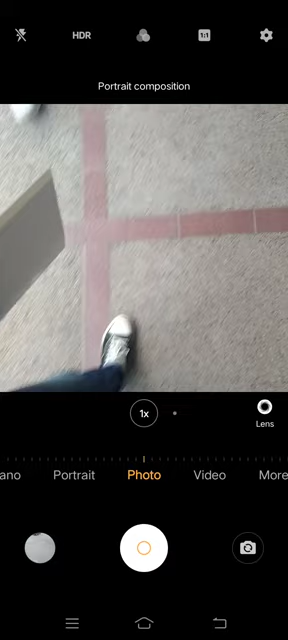 HDR
1:1
Portrait composition
1x
Lens
ano Portrait Photo Video More